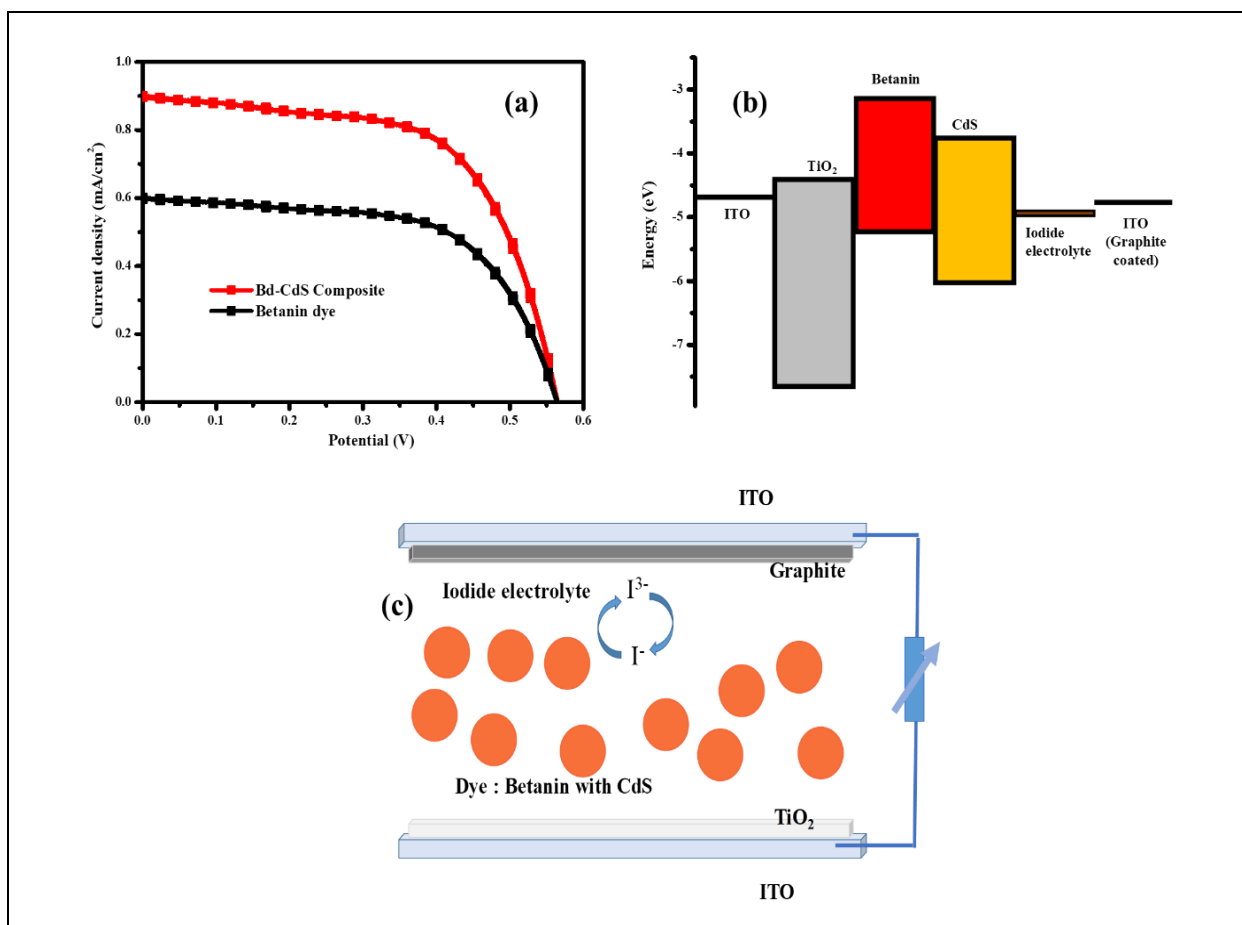 (a)
Current density (mA/cm²)
1.0
0.8
0.6
0.4
0.2
0.0
Bd-CdS Composite
Betanin dye
0.0 0.1 0.2 0.3 0.4 0.5 0.6
Potential (V)
(b)
Energy (eV)
-3
-4
-5
-6
-7
Betanin
CdS
TiO₂
ITO
Iodide
electrolyte
ITO
(Graphite
coated)
ITO
Graphite
Iodide electrolyte
I³⁻
(c)
I⁻
Dye : Betanin with CdS
TiO₂
ITO